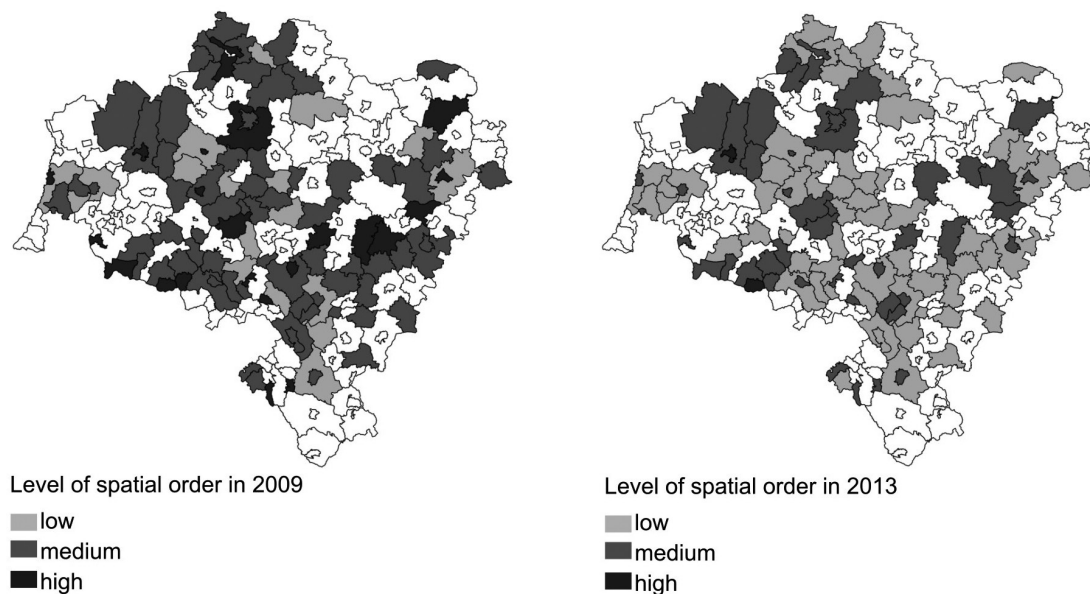 Level of spatial order in 2009
low
medium
high
Level of spatial order in 2013
low
medium
high